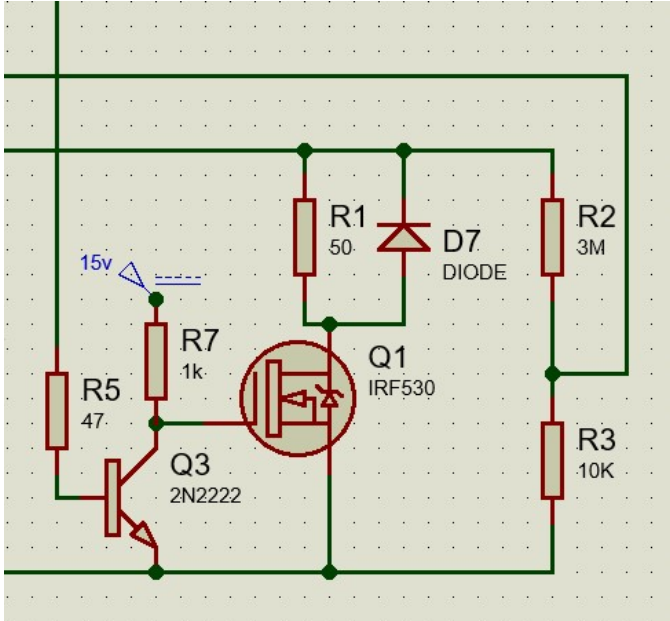 R1
50
D7
DIODE
R2
3M
15v
R7
1k
Q1
IRF530
R5
47
Q3
2N2222
R3
10K